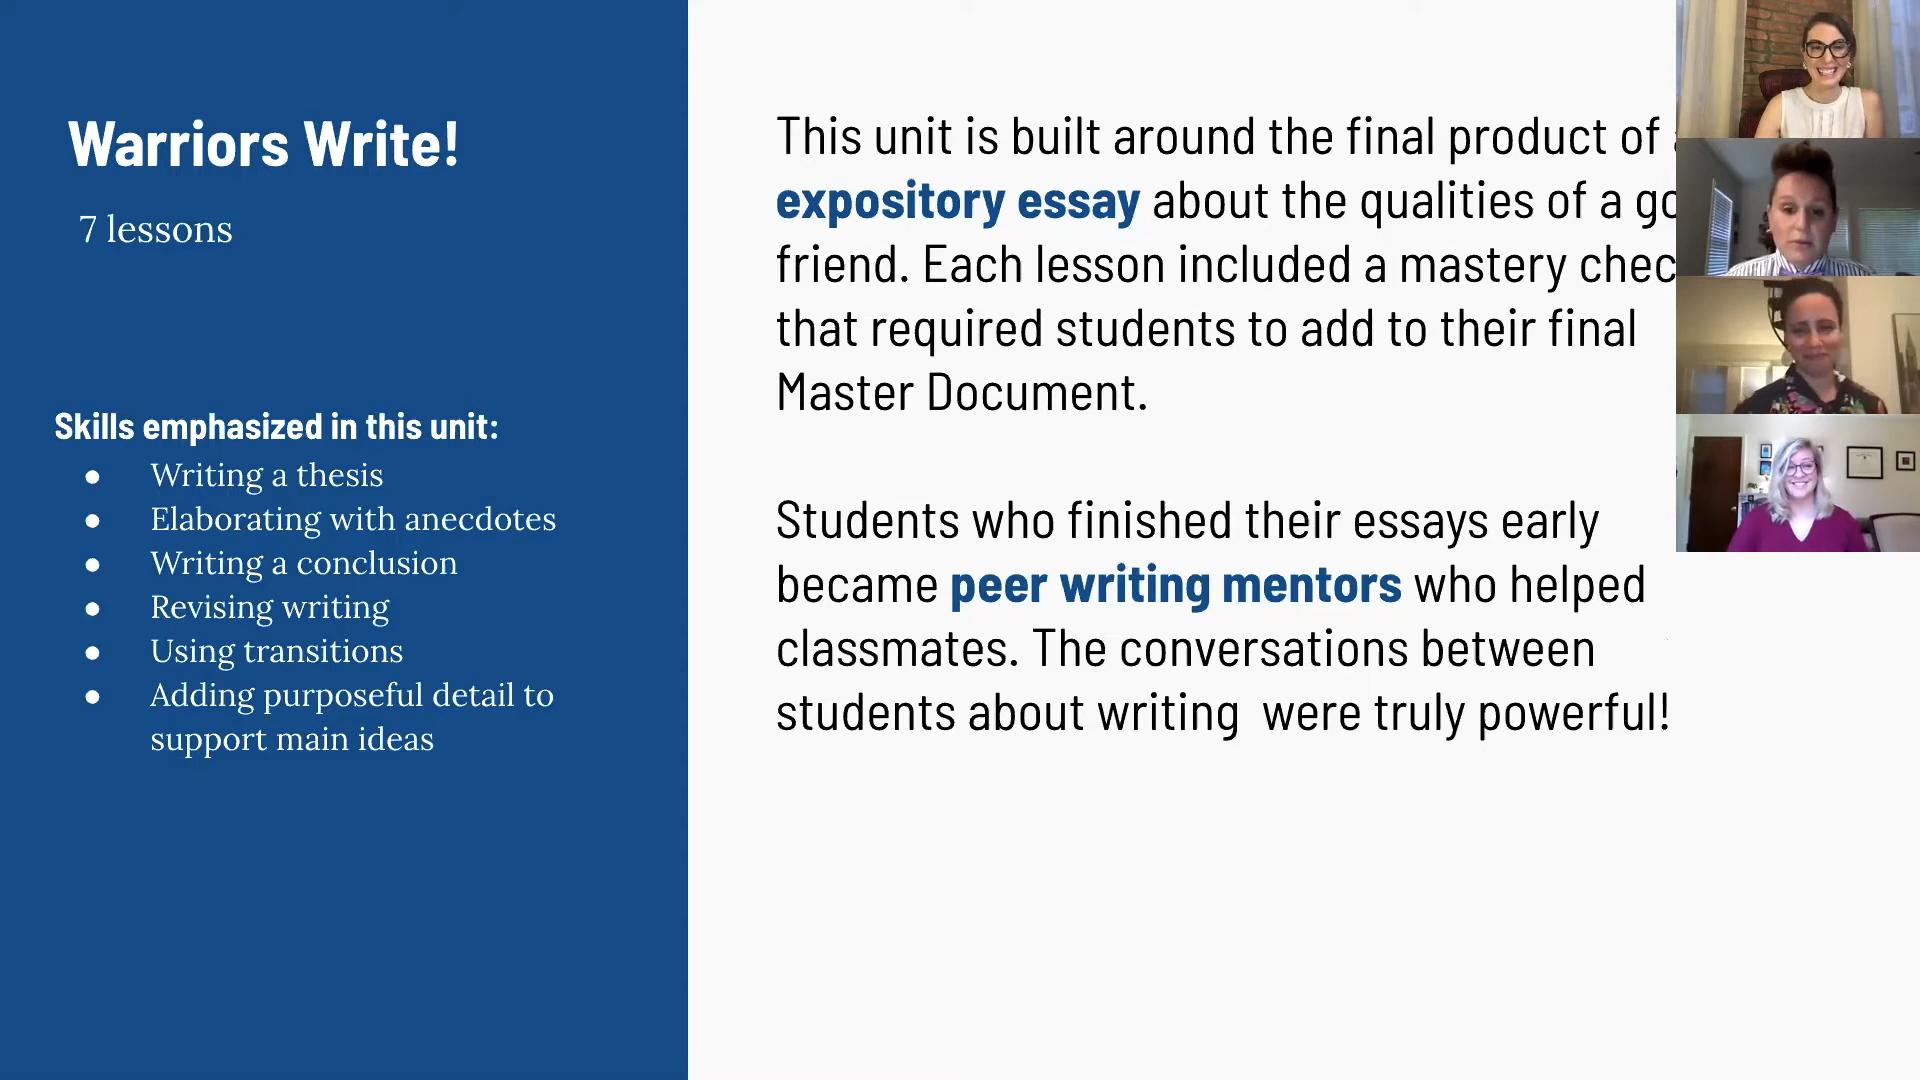 Warriors Write!
7 lessons
Skills emphasized in this unit:
● Writing a thesis
● Elaborating with anecdotes
● Writing a conclusion
● Revising writing
● Using transitions
● Adding purposeful detail to
support main ideas
This unit is built around the final product of
expository essay about the qualities of a
friend. Each lesson included a mastery
that required students to add to their final
Master Document.
Students who finished their essays early
became peer writing mentors who helped
classmates. The conversations between
students about writing  were truly powerful!